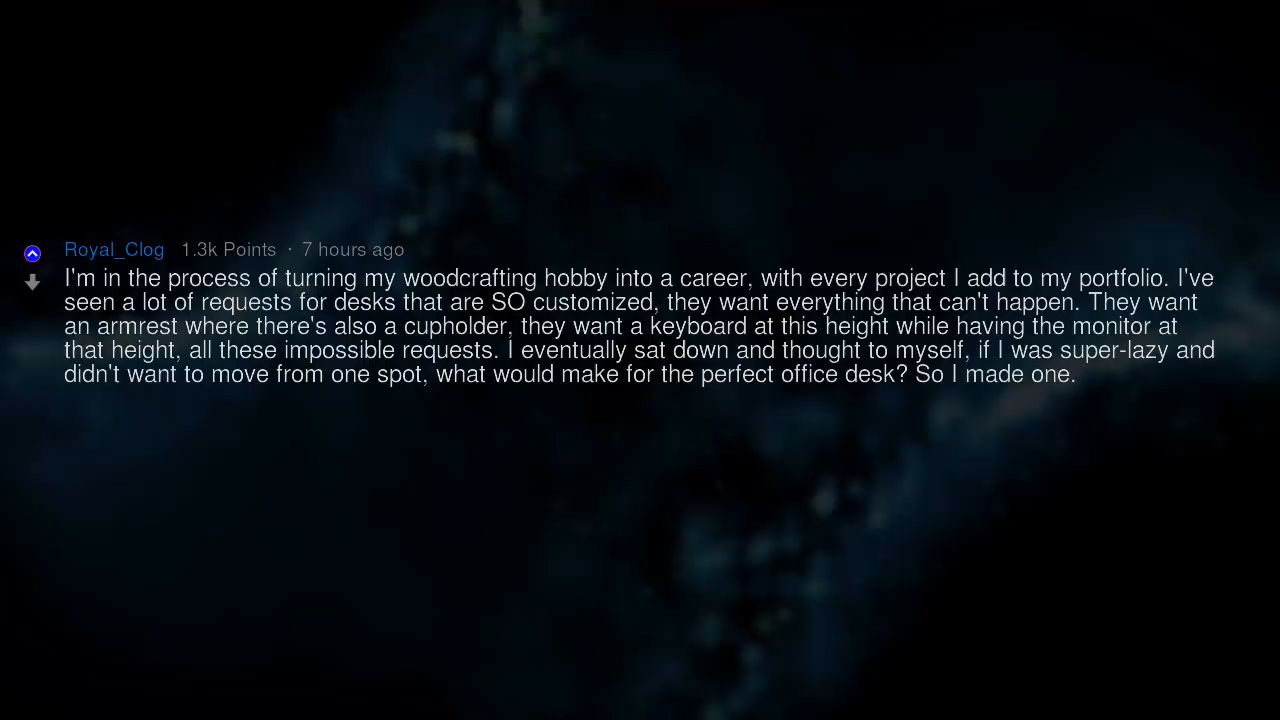 Royal_Clog 1.3k Points · 7 hours ago
I'm in the process of turning my woodcrafting hobby into a career, with every project I add to my portfolio. I've
seen a lot of requests for desks that are SO customized, they want everything that can't happen. They want
an armrest where there's also a cupholder, they want a keyboard at this height while having the monitor at
that height, all these impossible requests. I eventually sat down and thought to myself, if I was super-lazy and
didn't want to move from one spot, what would make for the perfect office desk? So I made one.